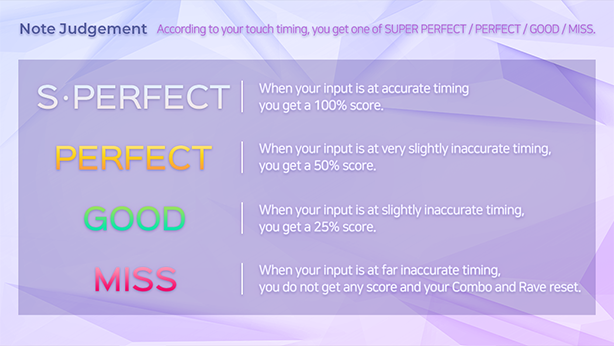 Note Judgement According to your touch timing, you get one of SUPER PERFECT / PERFECT / GOOD / MISS.
S·PERFECT
When your input is at accurate timing
you get a 100% score.
PERFECT
When your input is at very slightly inaccurate timing,
you get a 50% score.
GOOD
When your input is at slightly inaccurate timing,
you get a 25% score.
MISS
When your input is at far inaccurate timing,
you do not get any score and your Combo and Rave reset.